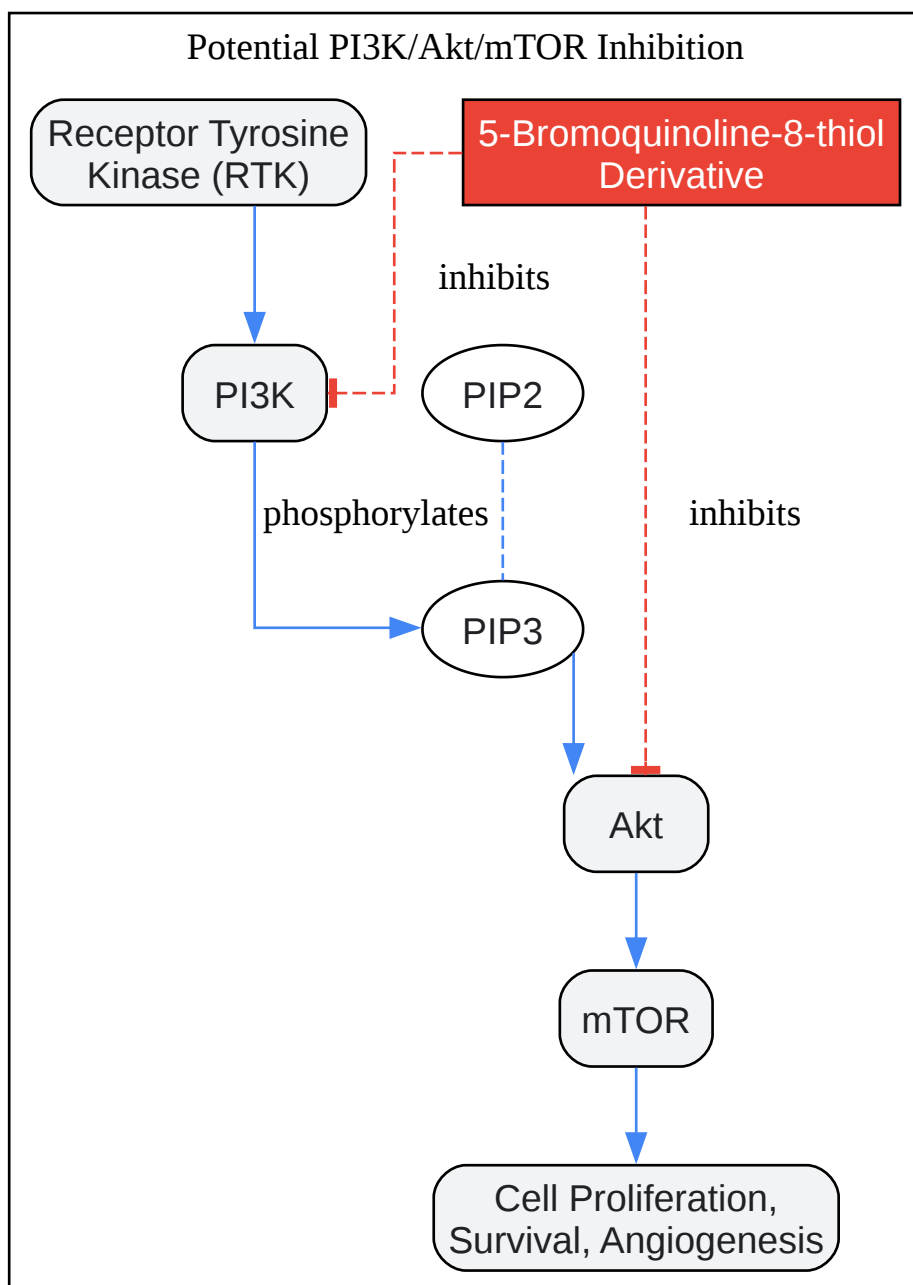 Potential PI3K/Akt/mTOR Inhibition
Receptor Tyrosine
Kinase (RTK)
5-Bromoquinoline-8-thiol
Derivative
inhibits
PI3K
PIP2
phosphorylates
inhibits
PIP3
Akt
mTOR
Cell Proliferation,
Survival, Angiogenesis